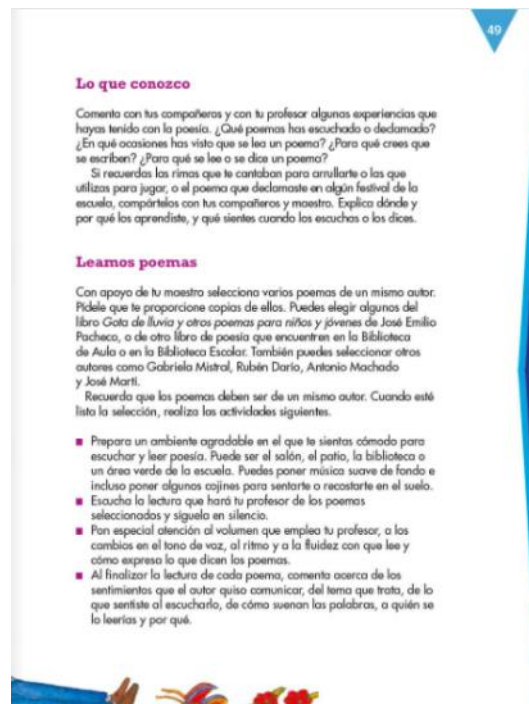 49
Lo que conozco
Comenta con tus compañeros y con tu profesor algunas experiencias que
hayas tenido con la poesía. ¿Qué poemas has escuchado o declamado?
¿En qué ocasiones has visto que se lea un poema? ¿Para qué crees que
se escriben? ¿Para qué se lee o se dice un poema?
Si recuerdas las rimas que te cantaban para arrullarte o las que
utilizas para jugar, o el poema que declamaste en algún festival de la
escuela, compártelos con tus compañeros y maestro. Explica dónde y
por qué los aprendiste, y qué sientes cuando los escuchas o los dices.
Leamos poemas
Con apoyo de tu maestro selecciona varios poemas de un mismo autor.
Pídele que te proporcione copias de ellos. Puedes elegir algunos del
libro Gota de lluvia y otros poemas para niños y jóvenes de José Emilio
Pacheco, o de otro libro de poesía que encuentren en la Biblioteca
de Aula o en la Biblioteca Escolar. También puedes seleccionar otros
autores como Gabriela Mistral, Rubén Darío, Antonio Machado
y José Martí.
Recuerda que los poemas deben ser de un mismo autor. Cuando esté
lista la selección, realiza las actividades siguientes.
Prepara un ambiente agradable en el que te sientas cómodo para
escuchar y leer poesía. Puede ser el salón, el patio, la biblioteca o
un área verde de la escuela. Puedes poner música suave de fondo e
incluso poner algunos cojines para sentarte o recostarte en el suelo.
Escucha la lectura que hará tu profesor de los poemas
seleccionados y síguela en silencio.
Pon especial atención al volumen que emplea tu profesor, a los
cambios en el tono de voz, al ritmo y a la fluidez con que lee y
cómo expresa lo que dicen los poemas.
Al finalizar la lectura de cada poema, comenta acerca de los
sentimientos que el autor quiso comunicar, del tema que trata, de lo
que sentiste al escucharlo, de cómo suenan las palabras, a quién se
lo leerías y por qué.